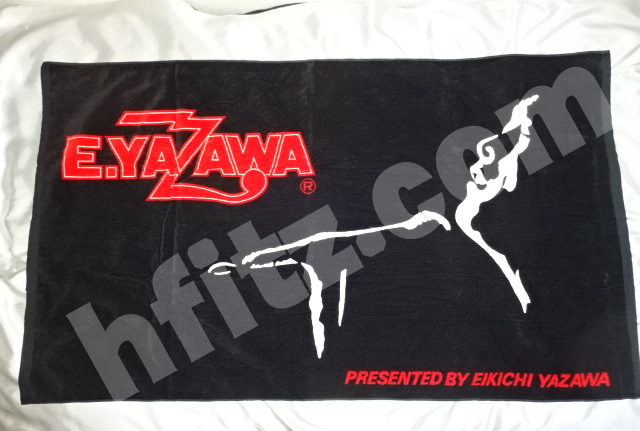 E.YAZAWA
®
hfitz.com
PRESENTED BY EIKICHI YAZAWA